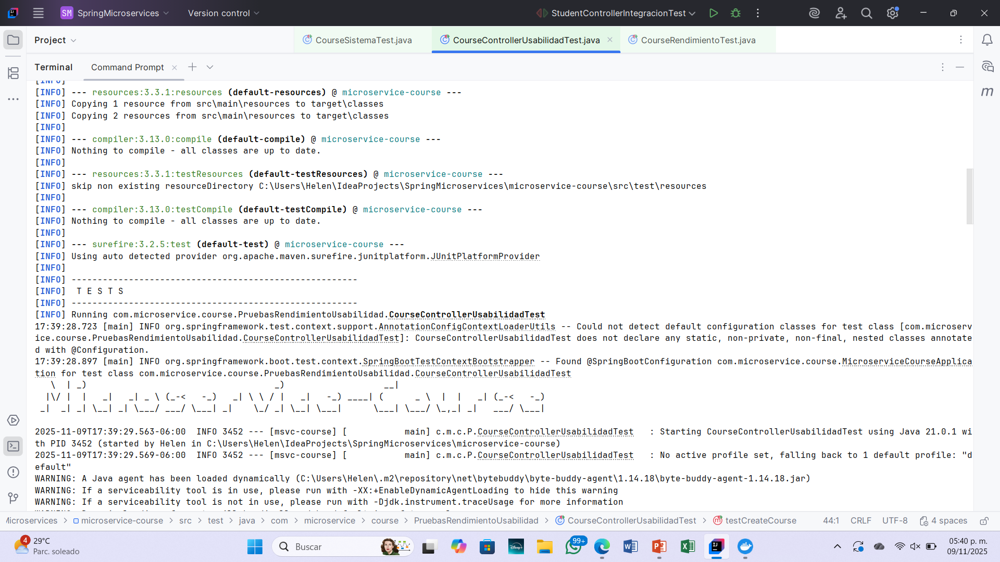 SM SpringMicroservices Version control StudentControllerIntegracionTest
Project CourseSistemaTest.java CourseControllerUsabilidadTest.java CourseRendimientoTest.java
Terminal Command Prompt
[INFO]
[INFO] --- resources:3.3.1:resources (default-resources) @ microservice-course ---
[INFO] Copying 1 resource from src\main\resources to target\classes
[INFO] Copying 2 resources from src\main\resources to target\classes
[INFO]
[INFO] --- compiler:3.13.0:compile (default-compile) @ microservice-course ---
[INFO] Nothing to compile - all classes are up to date.
[INFO]
[INFO] --- resources:3.3.1:testResources (default-testResources) @ microservice-course ---
[INFO] skip non existing resourceDirectory C:\Users\Helen\IdeaProjects\SpringMicroservices\microservice-course\src\test\resources
[INFO]
[INFO] --- compiler:3.13.0:testCompile (default-testCompile) @ microservice-course ---
[INFO] Nothing to compile - all classes are up to date.
[INFO]
[INFO] --- surefire:3.2.5:test (default-test) @ microservice-course ---
[INFO] Using auto detected provider org.apache.maven.surefire.junitplatform.JUnitPlatformProvider
[INFO]
[INFO] -------------------------------------------------------
[INFO]  T E S T S
[INFO] -------------------------------------------------------
[INFO] Running com.microservice.course.PruebasRendimientoUsabilidad.CourseControllerUsabilidadTest
17:39:28.723 [main] INFO org.springframework.test.context.support.AnnotationConfigContextLoaderUtils -- Could not detect default configuration classes for test class [com.microserv
ice.course.PruebasRendimientoUsabilidad.CourseControllerUsabilidadTest]: CourseControllerUsabilidadTest does not declare any static, non-private, non-final, nested classes annotate
d with @Configuration.
17:39:28.897 [main] INFO org.springframework.boot.test.context.SpringBootTestContextBootstrapper -- Found @SpringBootConfiguration com.microservice.course.MicroserviceCourseApplica
tion for test class com.microservice.course.PruebasRendimientoUsabilidad.CourseControllerUsabilidadTest
2025-11-09T17:39:29.563-06:00  INFO 3452 --- [msvc-course] [           main] c.m.c.P.CourseControllerUsabilidadTest   : Starting CourseControllerUsabilidadTest using Java 21.0.1 wi
th PID 3452 (started by Helen in C:\Users\Helen\IdeaProjects\SpringMicroservices\microservice-course)
2025-11-09T17:39:29.569-06:00  INFO 3452 --- [msvc-course] [           main] c.m.c.P.CourseControllerUsabilidadTest   : No active profile set, falling back to 1 default profile: "d
efault"
WARNING: A Java agent has been loaded dynamically (C:\Users\Helen\.m2\repository\net\bytebuddy\byte-buddy-agent\1.14.18\byte-buddy-agent-1.14.18.jar)
WARNING: If a serviceability tool is in use, please run with -XX:+EnableDynamicAgentLoading to hide this warning
WARNING: If a serviceability tool is not in use, please run with -Djdk.instrument.traceUsage for more information
Microservices > microservice-course > src > test > java > com > microservice > course > PruebasRendimientoUsabilidad > CourseControllerUsabilidadTest > testCreateCourse 44:1 CRLF UTF-8 4 spaces
4 29°C
Parc. soleado
Buscar
99+
05:40 p. m.
09/11/2025